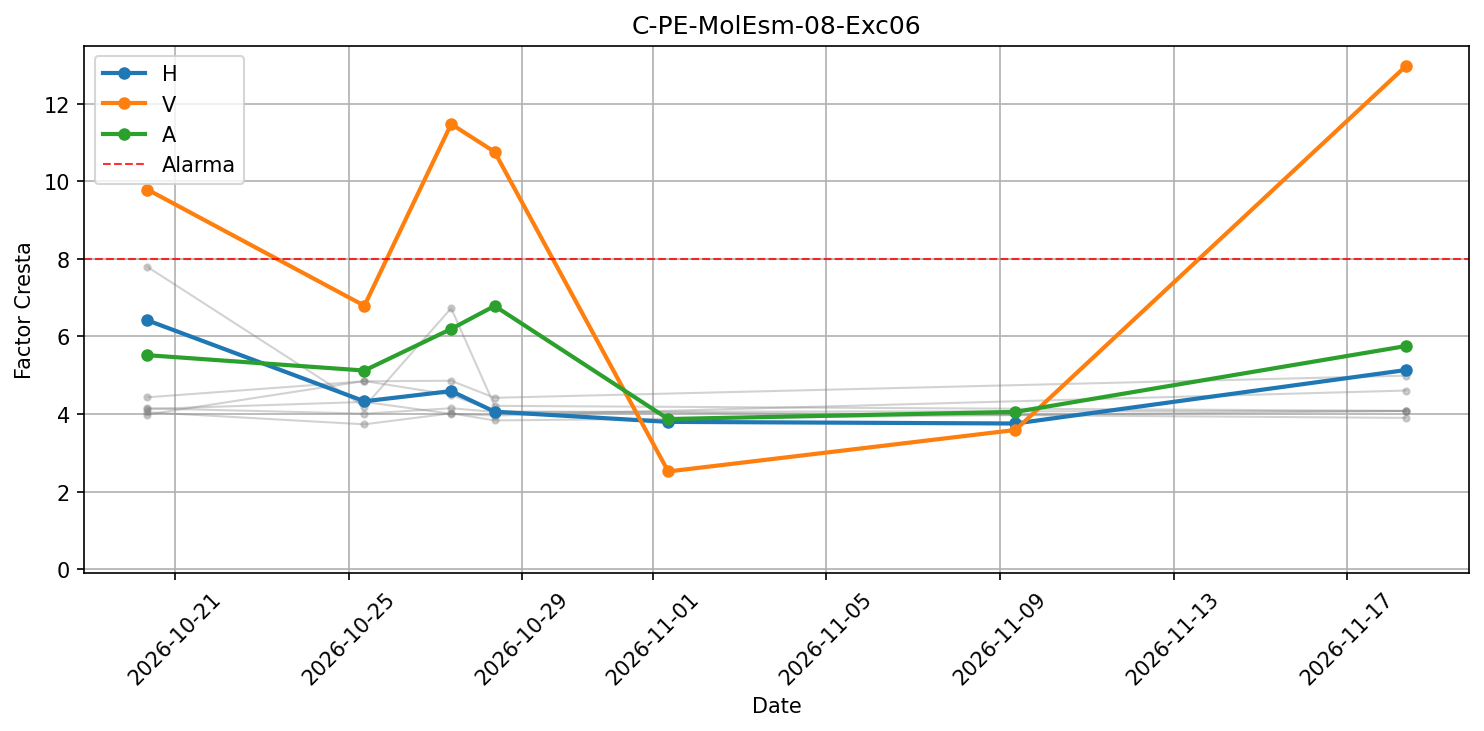 C-PE-MolEsm-08-Exc06
H
V
A
Alarma
Factor Cresta
12
10
8
6
4
2
0
2026-10-21
2026-10-25
2026-10-29
2026-11-01
2026-11-05
2026-11-09
2026-11-13
2026-11-17
Date